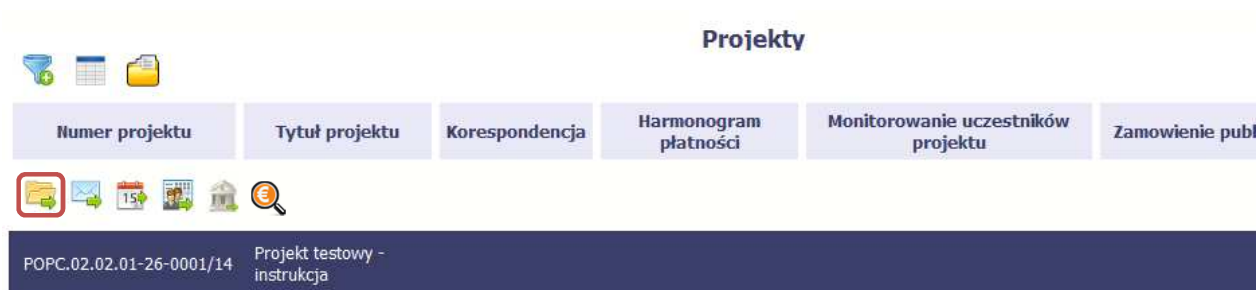 Projekty
Numer projektu
Tytuł projektu
Korespondencja
Harmonogram
płatności
Monitorowanie uczestników
projektu
Zamowienie publ
15
POPC.02.02.01-26-0001/14
Projekt testowy -
instrukcja